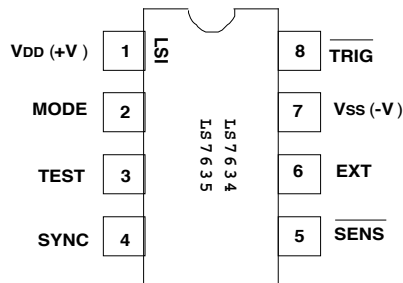 VDD (+V) 1 LSI 8 TRIG
MODE 2 7 VSS (-V)
LS7634
LS7635
TEST 3 6 EXT
SYNC 4 5 SENS